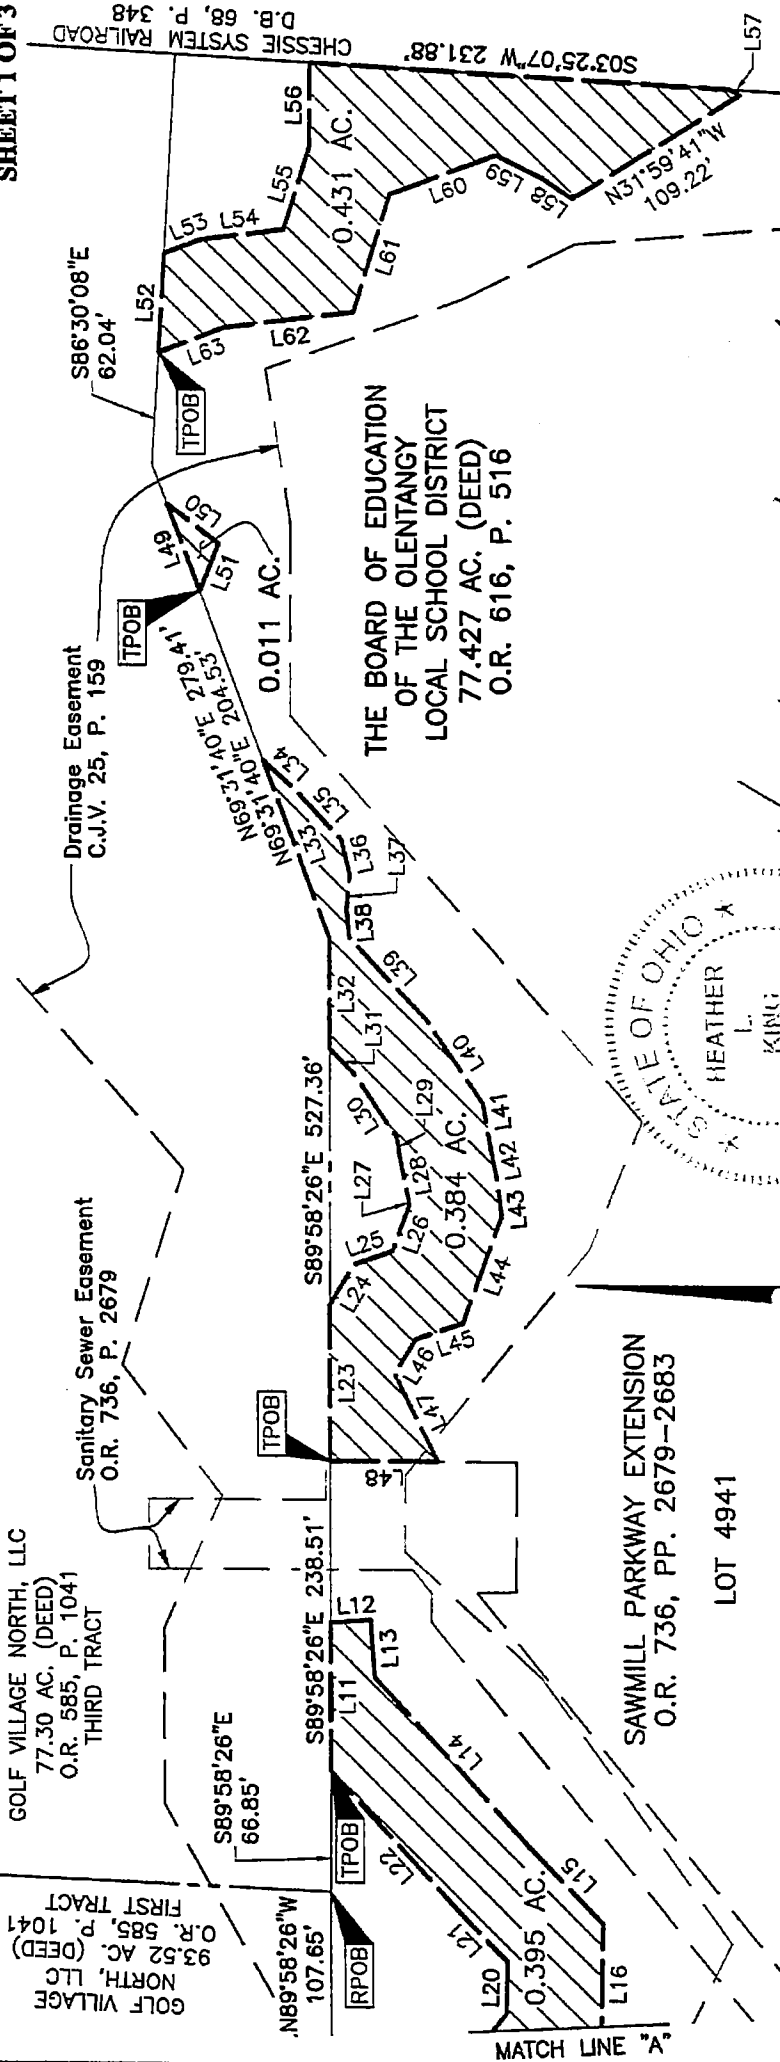 SHEET 1 OF 3
CHESSIE SYSTEM RAILROAD
D.B. 68, P. 348
S03°25'07"W 231.88'
L57
L56
L55
0.431 AC.
L53
L54
L52
S86°30'08"E
62.04'
TPOB
L63
L62
L61
L60
L59
L58
N31°59'41"W
109.22'
L49
L50
L51
0.011 AC.
TPOB
Drainage Easement
C.J.V. 25, P. 159
N69°31'40"E 279.41'
N69°31'40"E 204.53'
THE BOARD OF EDUCATION
OF THE OLENTANGY
LOCAL SCHOOL DISTRICT
77.427 AC. (DEED)
O.R. 616, P. 516
L33
L34
L35
L36
L37
L38
L39
L32
L31
L30
L40
L41
L42
L43
L29
L28
L27
L26
L25
L24
L23
0.384 AC.
L44
L45
L46
L47
L48
S89°58'26"E 527.36'
TPOB
Sanitary Sewer Easement
O.R. 736, P. 2679
STATE OF OHIO
HEATHER
L.
KING
GOLF VILLAGE NORTH, LLC
77.30 AC. (DEED)
O.R. 585, P. 1041
THIRD TRACT
S89°58'26"E 238.51'
L12
L11
L13
L14
L15
SAWMILL PARKWAY EXTENSION
O.R. 736, PP. 2679-2683
LOT 4941
S89°58'26"E
66.85'
TPOB
L22
L21
L20
0.395 AC.
L16
GOLF VILLAGE
NORTH, LLC
93.52 AC. (DEED)
O.R. 585, P. 1041
FIRST TRACT
N89°58'26"W
107.65'
RPOB
MATCH LINE "A"